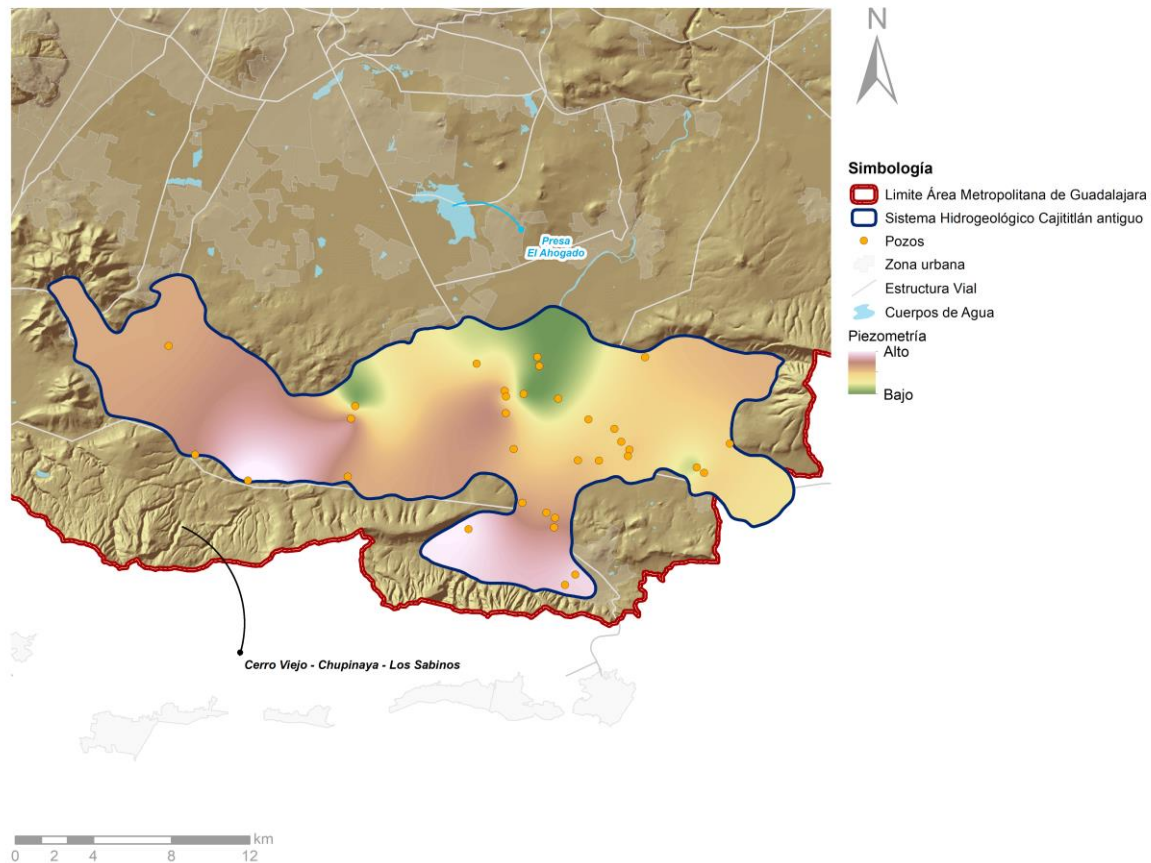 N
Simbología
Limite Área Metropolitana de Guadalajara
Sistema Hidrogeológico Cajititlán antiguo
Pozos
Zona urbana
Estructura Vial
Cuerpos de Agua
Piezometría
Alto
Bajo
Presa
El Ahogado
Cerro Viejo - Chupinaya - Los Sabinos
km
0 2 4 8 12